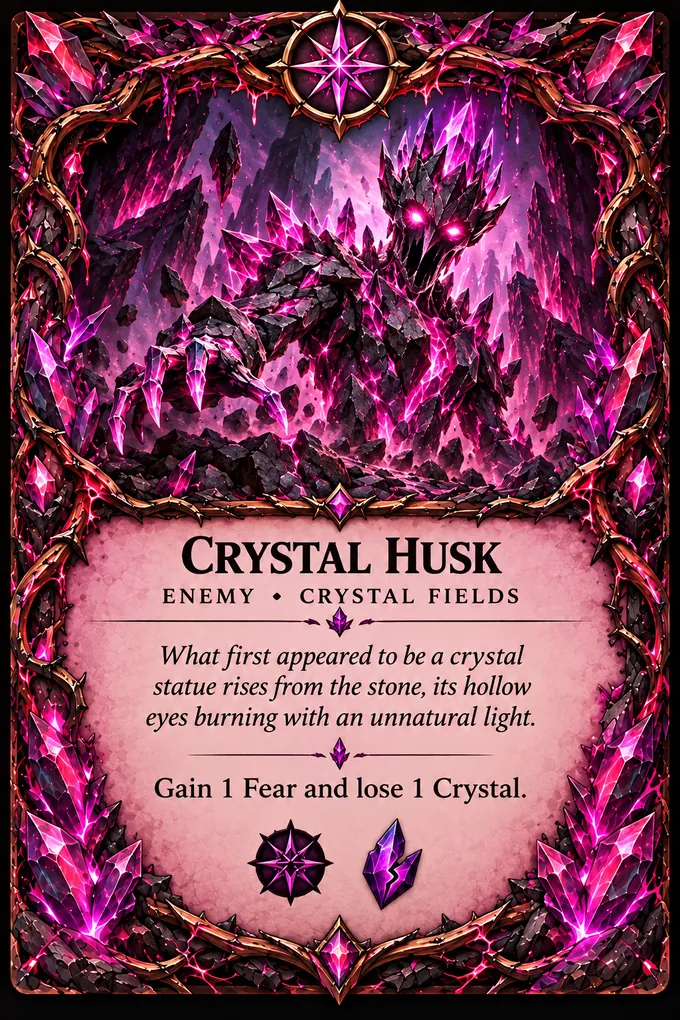 Crystal Husk
ENEMY • CRYSTAL FIELDS
What first appeared to be a crystal
statue rises from the stone, its hollow
eyes burning with an unnatural light.
Gain 1 Fear and lose 1 Crystal.